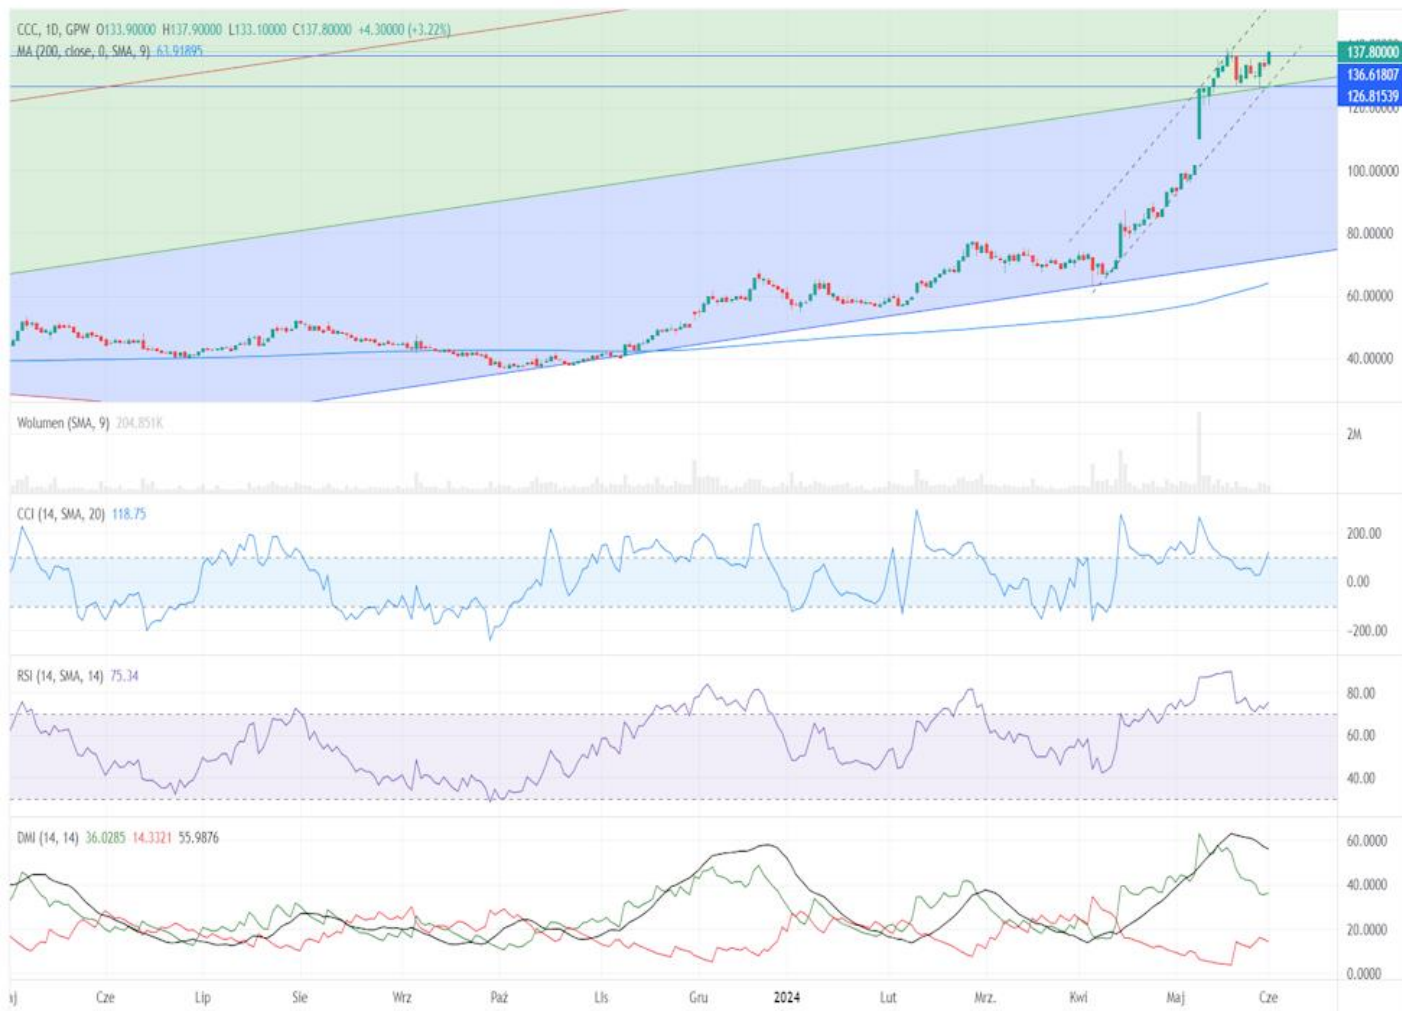 CCC, 1D, GPW O133.90000 H137.90000 L133.10000 C137.80000 +4.30000 (+3.22%)
MA (200, close, 0, SMA, 9) 63.91895
137.80000
136.61807
126.81539
120.00000
100.00000
80.00000
60.00000
40.00000
Wolumen (SMA, 9) 204.851K
2M
CCI (14, SMA, 20) 118.75
200.00
0.00
-200.00
RSI (14, SMA, 14) 75.34
80.00
60.00
40.00
DMI (14, 14) 36.0285 14.3321 55.9876
60.0000
40.0000
20.0000
0.0000
aj Cze Lip Sie Wrz Paź Lis Gru 2024 Lut Mrz. Kwi Maj Cze